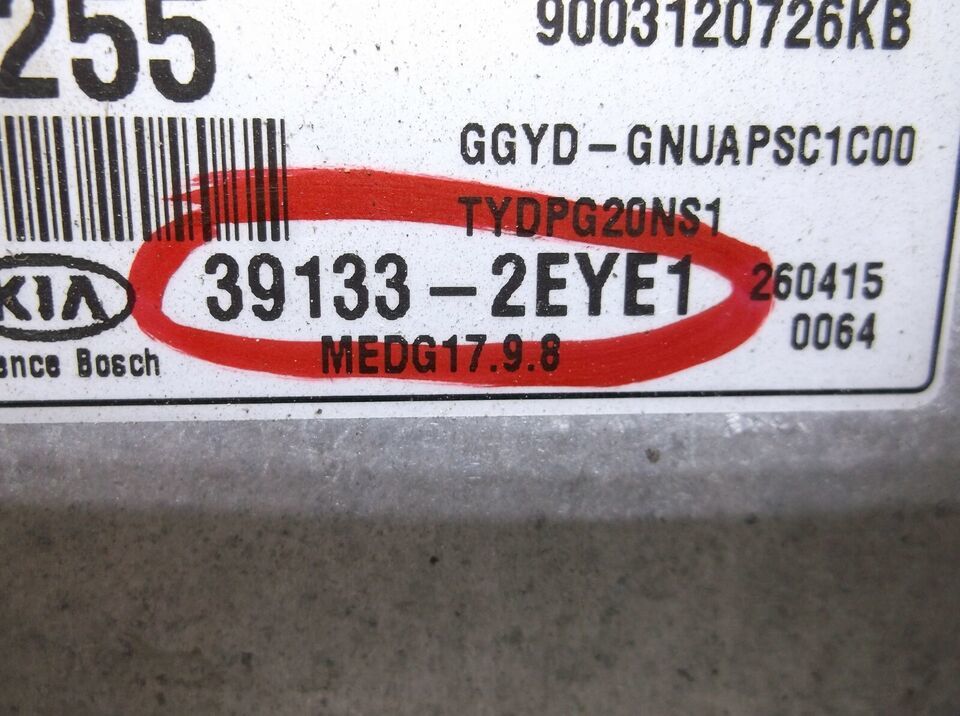 255
9003120726KB
GGYD-GNUAPSC1C00
TYDPG20NS1
KIA
39133-2EYE1
260415
0064
MEDG17.9.8
Bosch